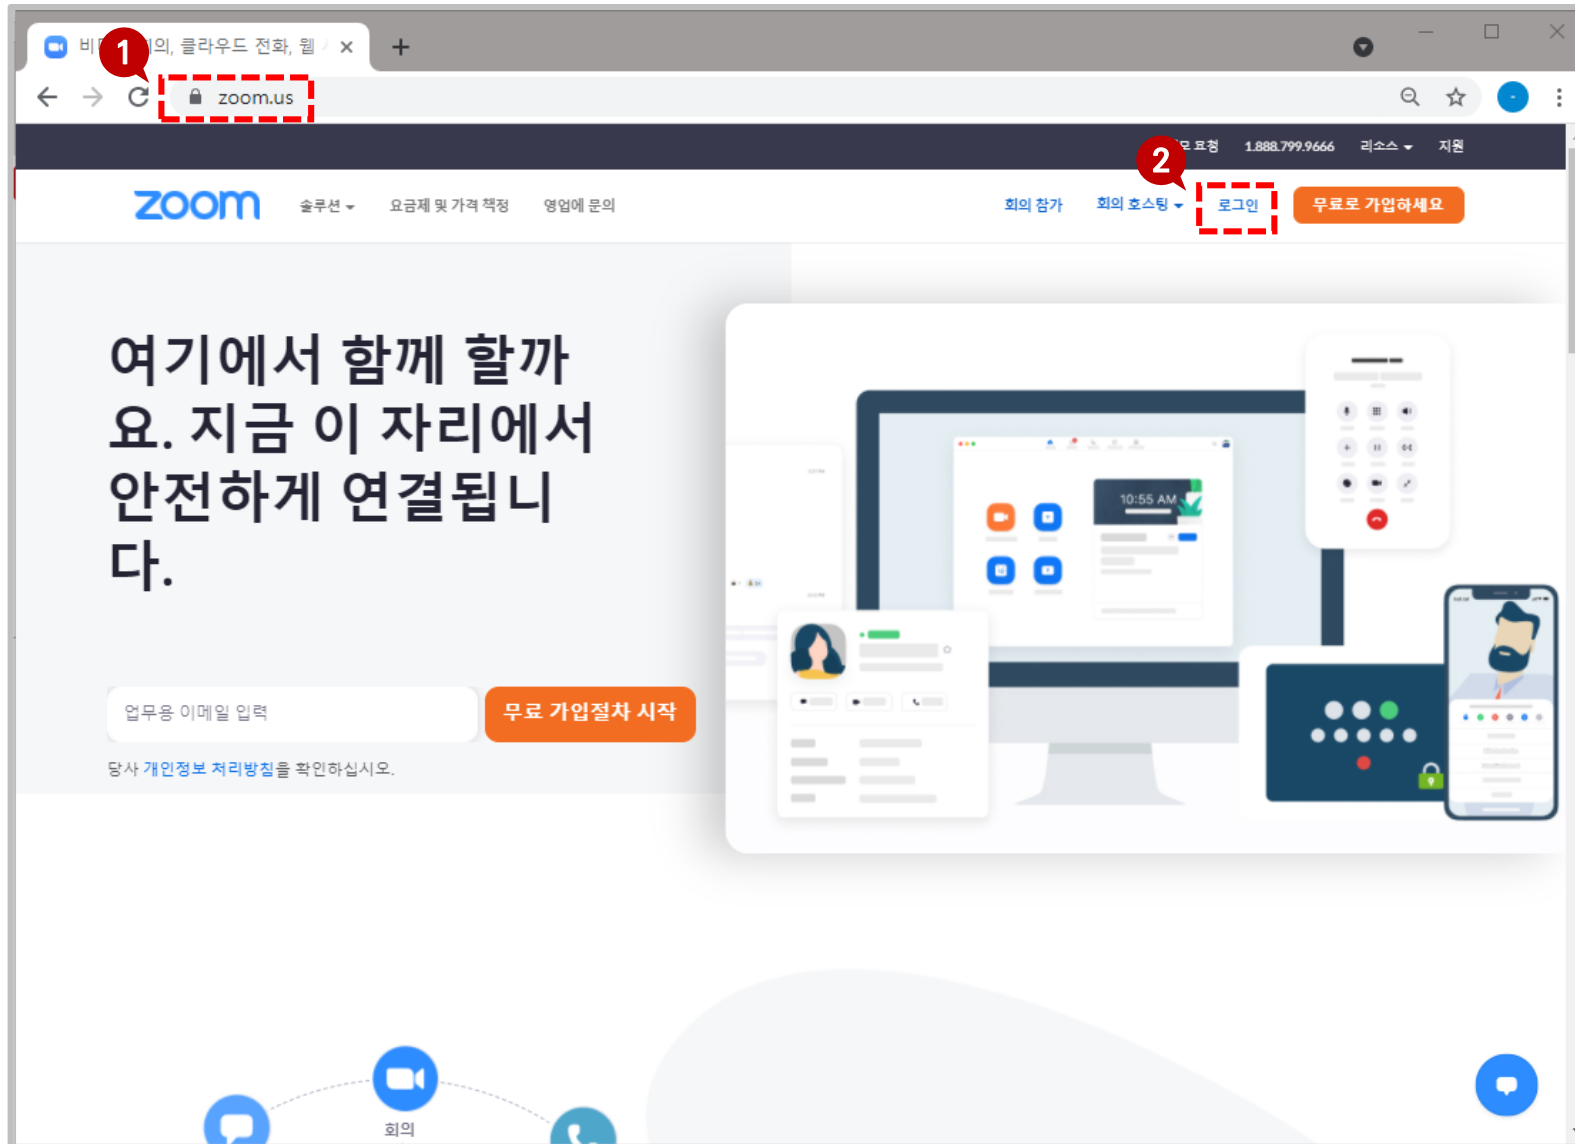 1
의, 클라우드 전화, 웹
zoom.us
2
요청 1.888.799.9666 리소스 지원
zoom 솔루션 요금제 및 가격 책정 영업에 문의 회의 참가 회의 호스팅 로그인 무료로 가입하세요
여기에서 함께 할까
요. 지금 이 자리에서
안전하게 연결됩니
다.
10:55 AM
업무용 이메일 입력 무료 가입절차 시작
당사 개인정보 처리방침을 확인하십시오.
회의